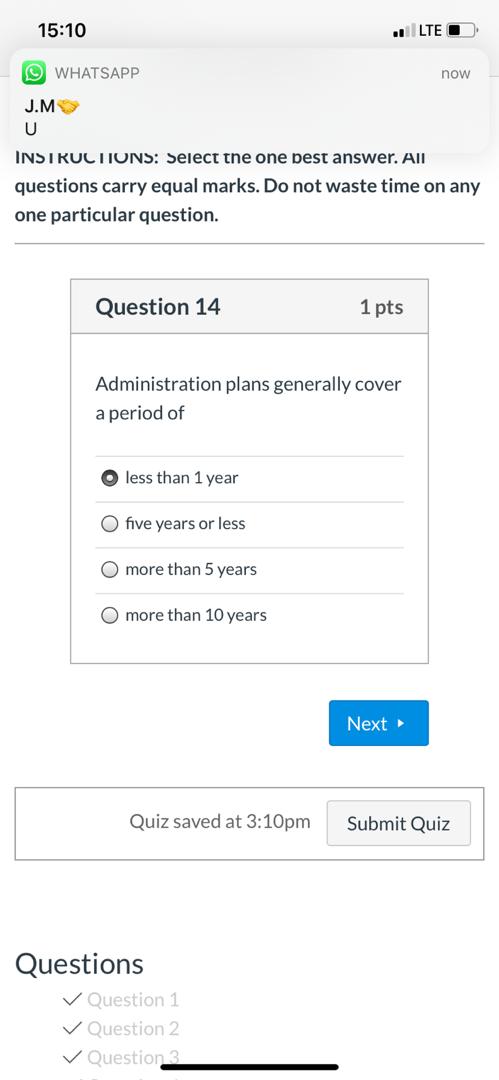 15:10
LTE
WHATSAPP
now
J.M🤝
U
INSTRUCTIONS: Select the one best answer. All
questions carry equal marks. Do not waste time on any
one particular question.
Question 14
1 pts
Administration plans generally cover
a period of
less than 1 year
five years or less
more than 5 years
more than 10 years
Next
Quiz saved at 3:10pm
Submit Quiz
Questions
Question 1
Question 2
Question 3